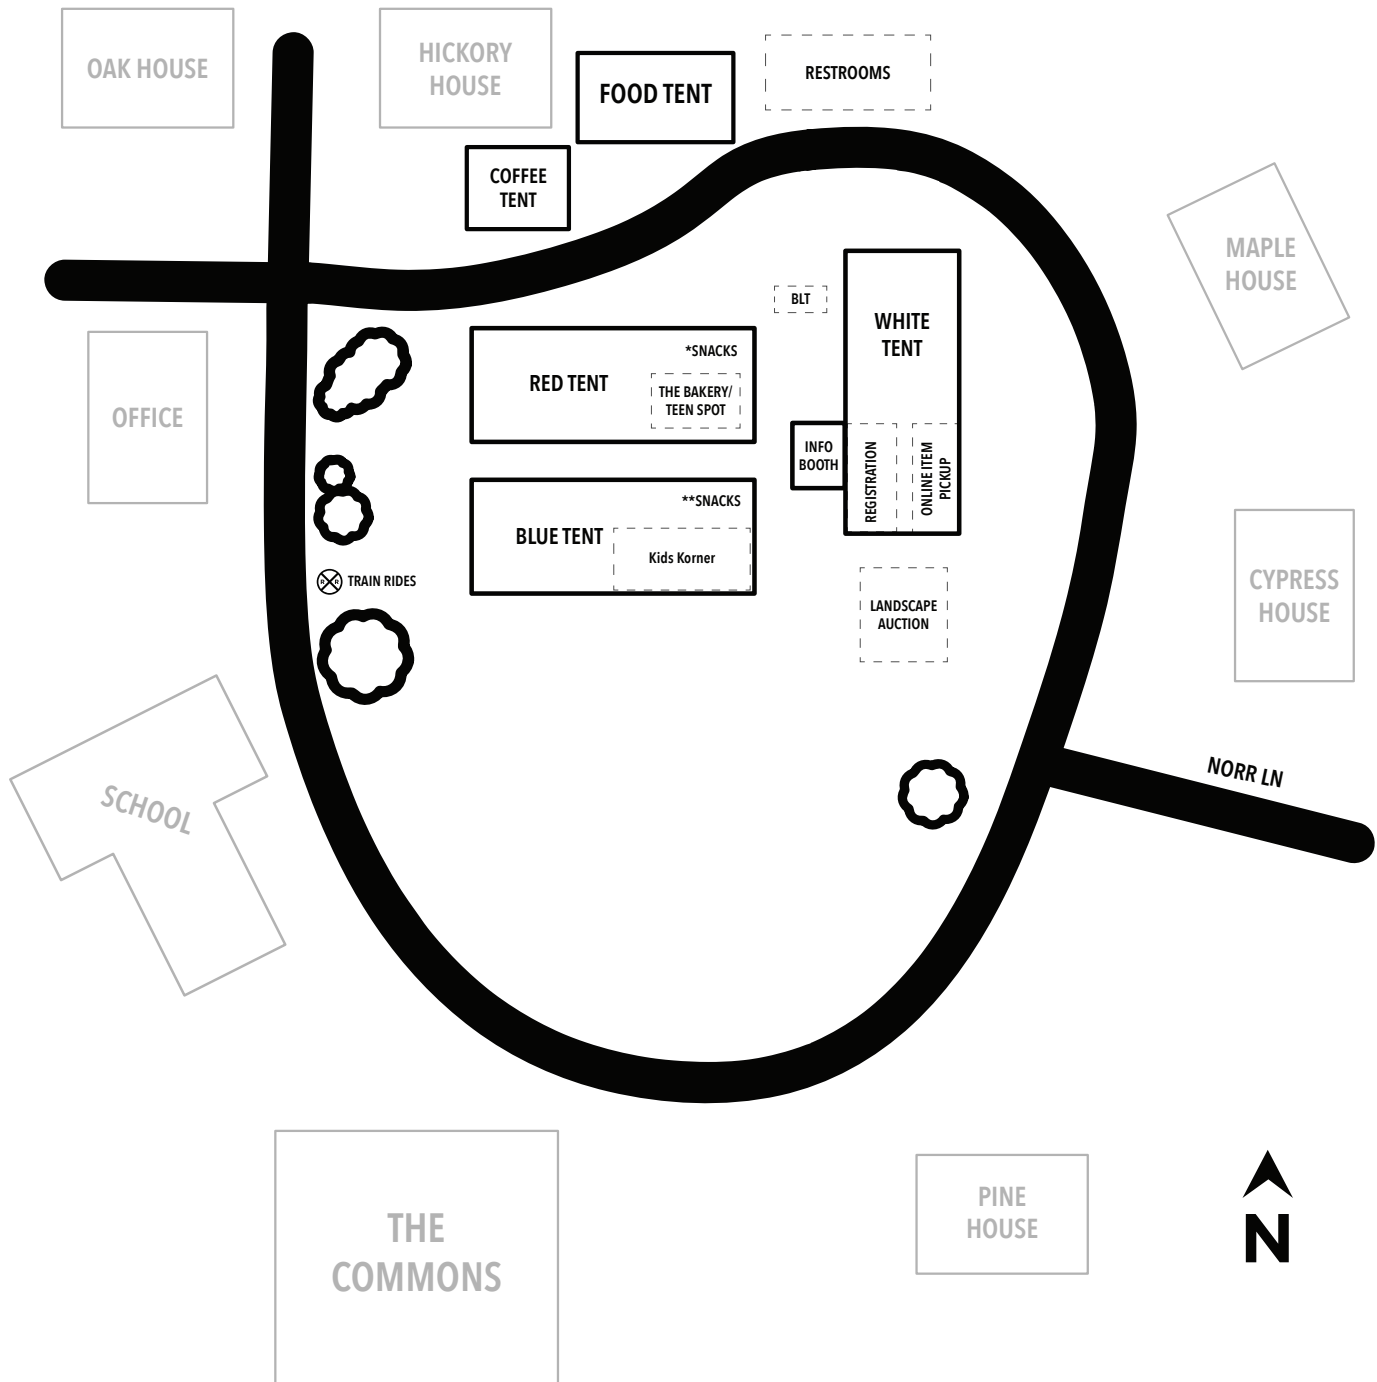 OAK HOUSE
HICKORY
HOUSE
FOOD TENT
RESTROOMS
COFFEE
TENT
MAPLE
HOUSE
BLT
WHITE
TENT
*SNACKS
RED TENT
THE BAKERY/
TEEN SPOT
OFFICE
INFO
BOOTH
REGISTRATION
ONLINE ITEM
PICKUP
**SNACKS
BLUE TENT
Kids Korner
R R TRAIN RIDES
LANDSCAPE
AUCTION
CYPRESS
HOUSE
SCHOOL
NORR LN
THE
COMMONS
PINE
HOUSE
N